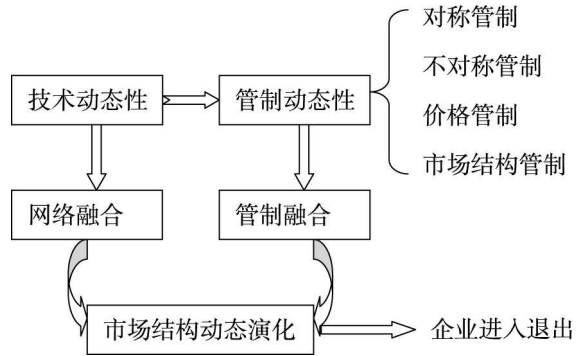 对称管制
不对称管制
技术动态性
管制动态性
价格管制
市场结构管制
网络融合
管制融合
市场结构动态演化
企业进入退出